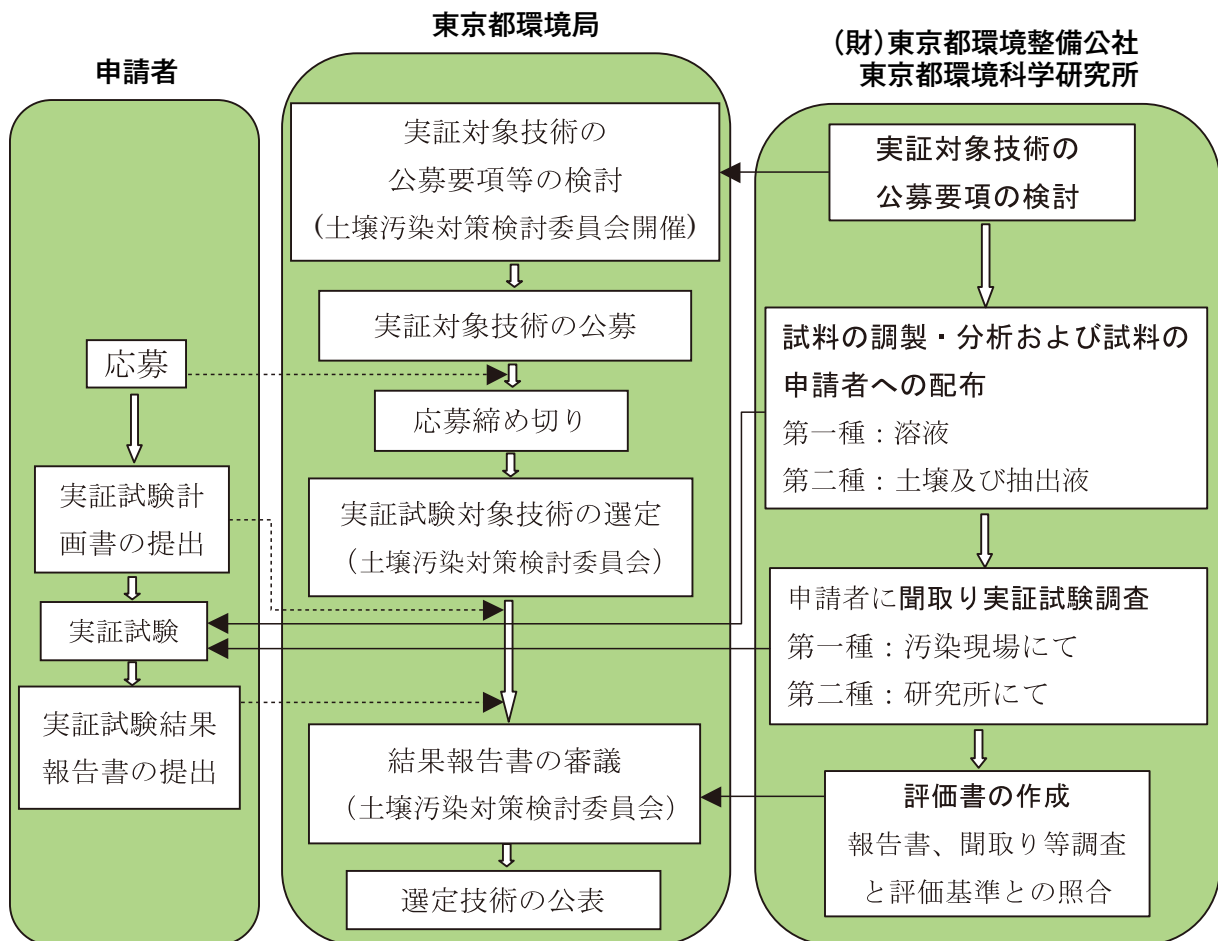 申請者
応募
実証試験計
画書の提出
実証試験
実証試験結果
報告書の提出
東京都環境局
実証対象技術の
公募要項等の検討
(土壌汚染対策検討委員会開催)
実証対象技術の公募
応募締め切り
実証試験対象技術の選定
（土壌汚染対策検討委員会）
結果報告書の審議
（土壌汚染対策検討委員会）
選定技術の公表
(財)東京都環境整備公社
東京都環境科学研究所
実証対象技術の
公募要項の検討
試料の調製・分析および試料の
申請者への配布
第一種：溶液
第二種：土壌及び抽出液
申請者に聞取り実証試験調査
第一種：汚染現場にて
第二種：研究所にて
評価書の作成
報告書、聞取り等調査
と評価基準との照合